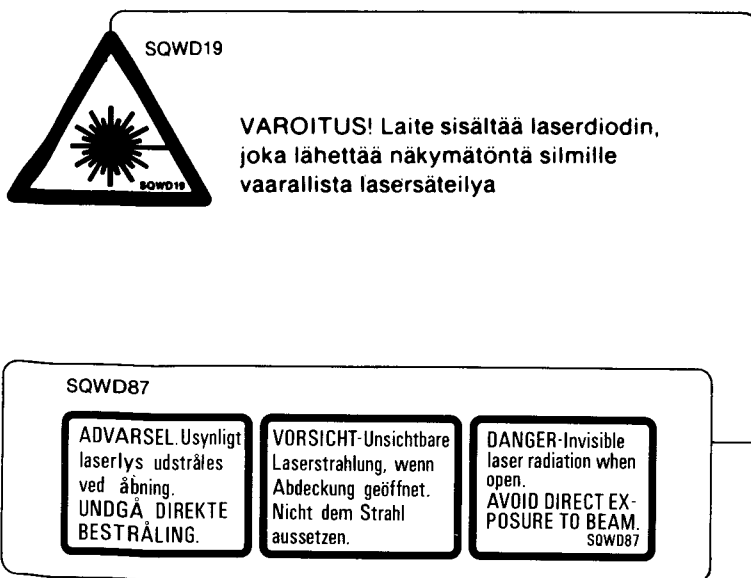 SQWD19
SQWD19
VAROITUS! Laite sisältää laserdiodin,
joka lähettää näkymätöntä silmille
vaarallista lasersäteilya
SQWD87
ADVARSEL. Usynligt
laserlys udstråles
ved åbning.
UNDGÅ DIREKTE
BESTRÅLING.
VORSICHT-Unsichtbare
Laserstrahlung, wenn
Abdeckung geöffnet.
Nicht dem Strahl
aussetzen.
DANGER-Invisible
laser radiation when
open.
AVOID DIRECT EX-
POSURE TO BEAM.
SQWD87